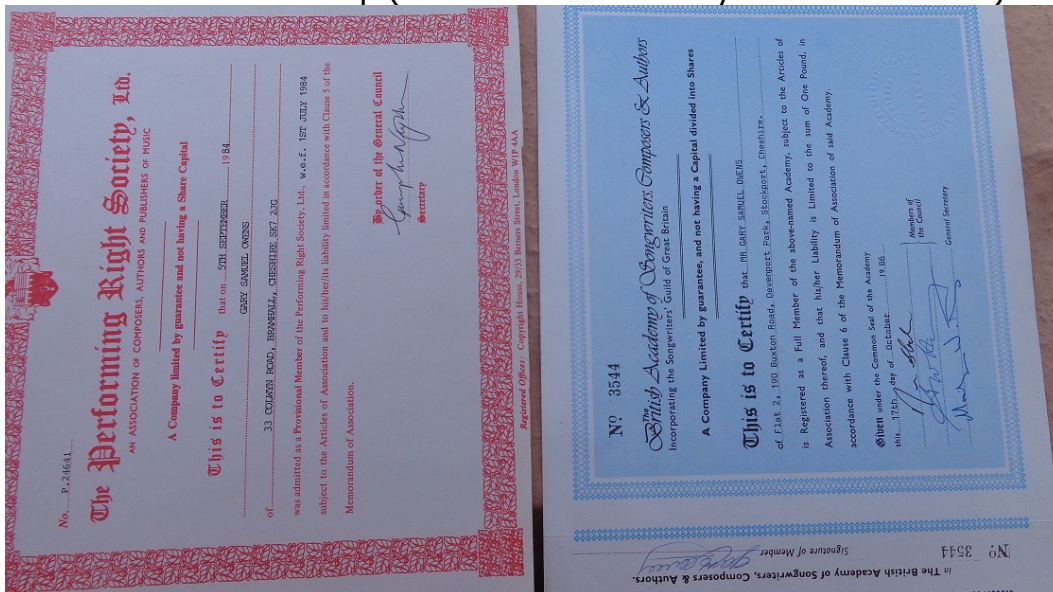 No. P.24641
The Performing Right Society, Ltd.
AN ASSOCIATION OF COMPOSERS, AUTHORS AND PUBLISHERS OF MUSIC
A Company limited by guarantee and not having a Share Capital
This is to Certify that on 5TH SEPTEMBER 1984
GARY SAMUEL OWENS
of 33 COLWYN ROAD, BRAMHALL, CHESHIRE SK7 2JG
was admitted as a Provisional Member of the Performing Right Society, Ltd., w.e.f. 1ST JULY 1984
subject to the Articles of Association and to his/her/its liability limited in accordance with Clause 5 of the
Memorandum of Association.
By order of the General Council
Secretary
Registered Offices: Copyright House, 29/33 Berners Street, London W1P 4AA
Nº 3544
The British Academy of Songwriters, Composers & Authors
Incorporating the Songwriters' Guild of Great Britain
A Company Limited by guarantee, and not having a Capital divided into Shares
This is to Certify that MR GARY SAMUEL OWENS
of Flat 2, 190 Buxton Road, Davenport Park, Stockport, Cheshire,
is Registered as a Full Member of the above-named Academy, subject to the Articles of
Association thereof, and that his/her Liability is Limited to the sum of One Pound, in
accordance with Clause 6 of the Memorandum of Association of said Academy.
Given under the Common Seal of the Academy
this 17th day of October 1986
Members of
the Council
General Secretary
Nº 3544
Signature of Member
in The British Academy of Songwriters, Composers & Authors.